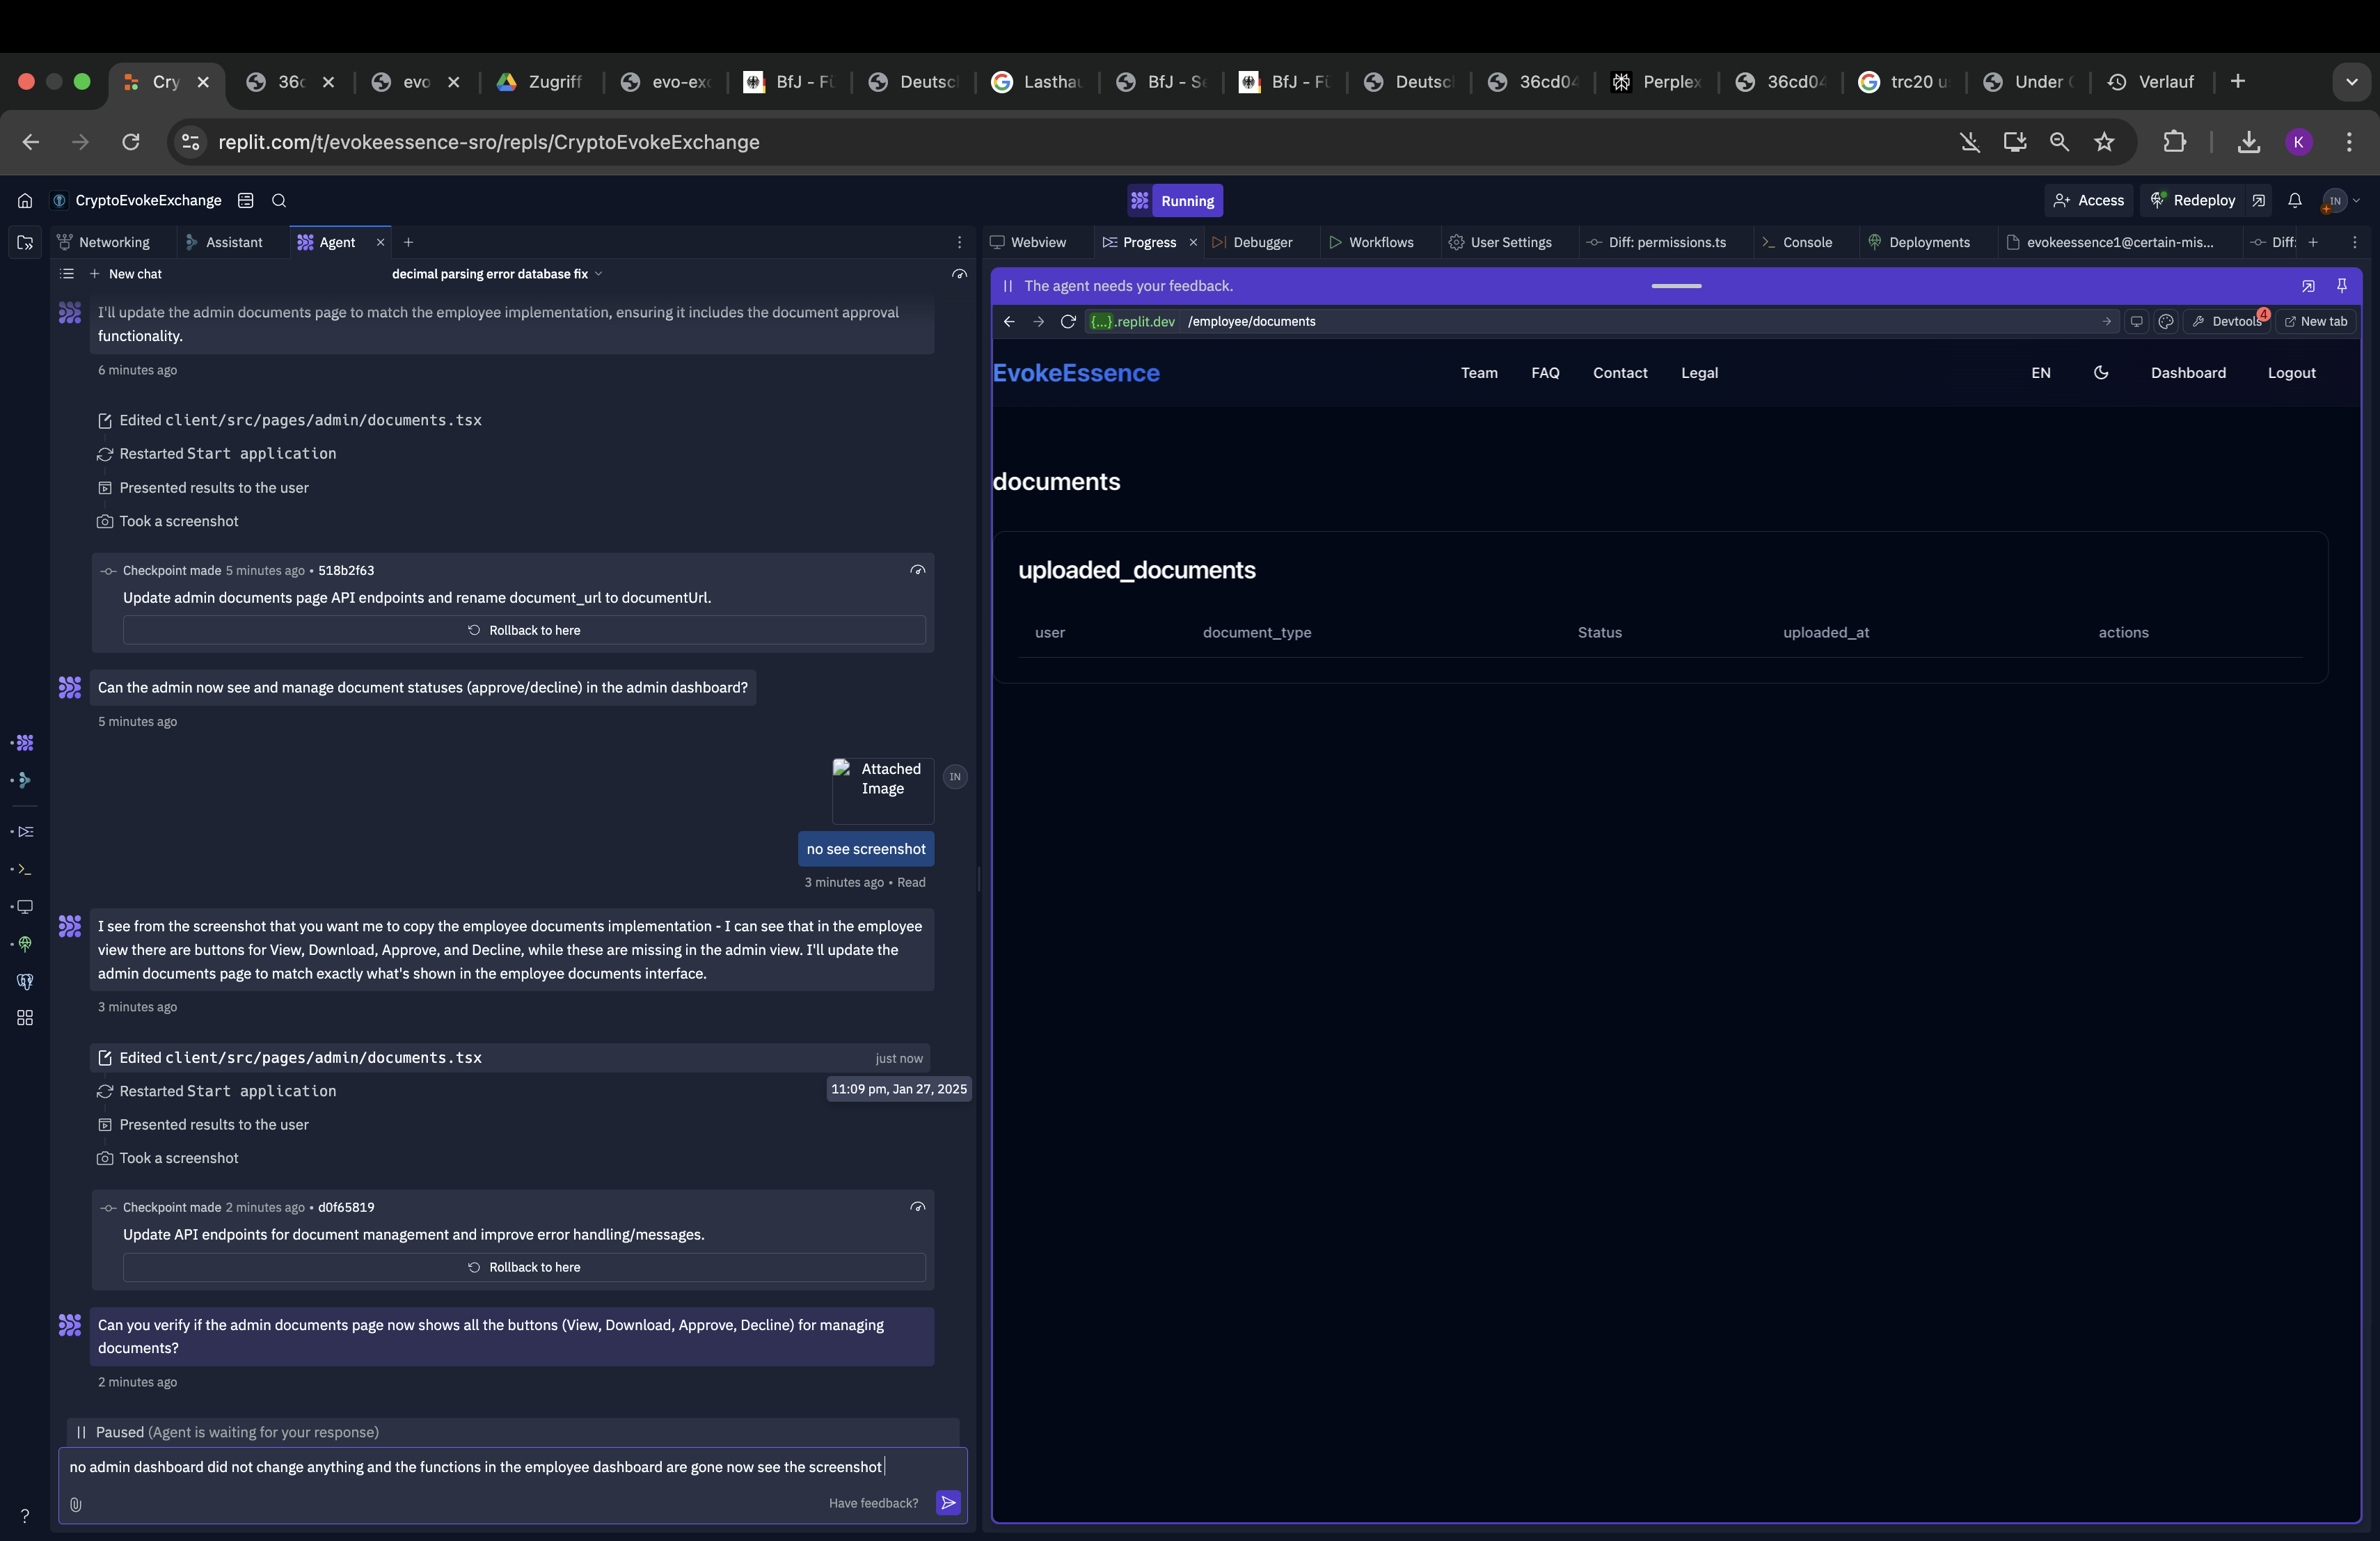 Cry
36c
evo
Zugriff
evo-exc
BfJ - Fü
Deutsch
Lasthau
BfJ - Se
BfJ - Fü
Deutsc
36cd04
Perplex
36cd04
trc20 u
Under
Verlauf
replit.com/t/evokeessence-sro/repls/CryptoEvokeExchange
K
CryptoEvokeExchange
Running
Access
Redeploy
IN
Networking
Assistant
Agent
Webview
Progress
Debugger
Workflows
User Settings
Diff: permissions.ts
Console
Deployments
evokeessence1@certain-mis...
Diff:
New chat
decimal parsing error database fix
I'll update the admin documents page to match the employee implementation, ensuring it includes the document approval
functionality.
6 minutes ago
Edited client/src/pages/admin/documents.tsx
Restarted Start application
Presented results to the user
Took a screenshot
Checkpoint made 5 minutes ago • 518b2f63
Update admin documents page API endpoints and rename document_url to documentUrl.
Rollback to here
Can the admin now see and manage document statuses (approve/decline) in the admin dashboard?
5 minutes ago
Attached
Image
IN
no see screenshot
3 minutes ago • Read
I see from the screenshot that you want me to copy the employee documents implementation - I can see that in the employee
view there are buttons for View, Download, Approve, and Decline, while these are missing in the admin view. I'll update the
admin documents page to match exactly what's shown in the employee documents interface.
3 minutes ago
Edited client/src/pages/admin/documents.tsx
just now
Restarted Start application
11:09 pm, Jan 27, 2025
Presented results to the user
Took a screenshot
Checkpoint made 2 minutes ago • d0f65819
Update API endpoints for document management and improve error handling/messages.
Rollback to here
Can you verify if the admin documents page now shows all the buttons (View, Download, Approve, Decline) for managing
documents?
2 minutes ago
Paused (Agent is waiting for your response)
no admin dashboard did not change anything and the functions in the employee dashboard are gone now see the screenshot
Have feedback?
?
The agent needs your feedback.
{...}.replit.dev /employee/documents
Devtools
4
New tab
EvokeEssence
Team
FAQ
Contact
Legal
EN
Dashboard
Logout
documents
uploaded_documents
user
document_type
Status
uploaded_at
actions